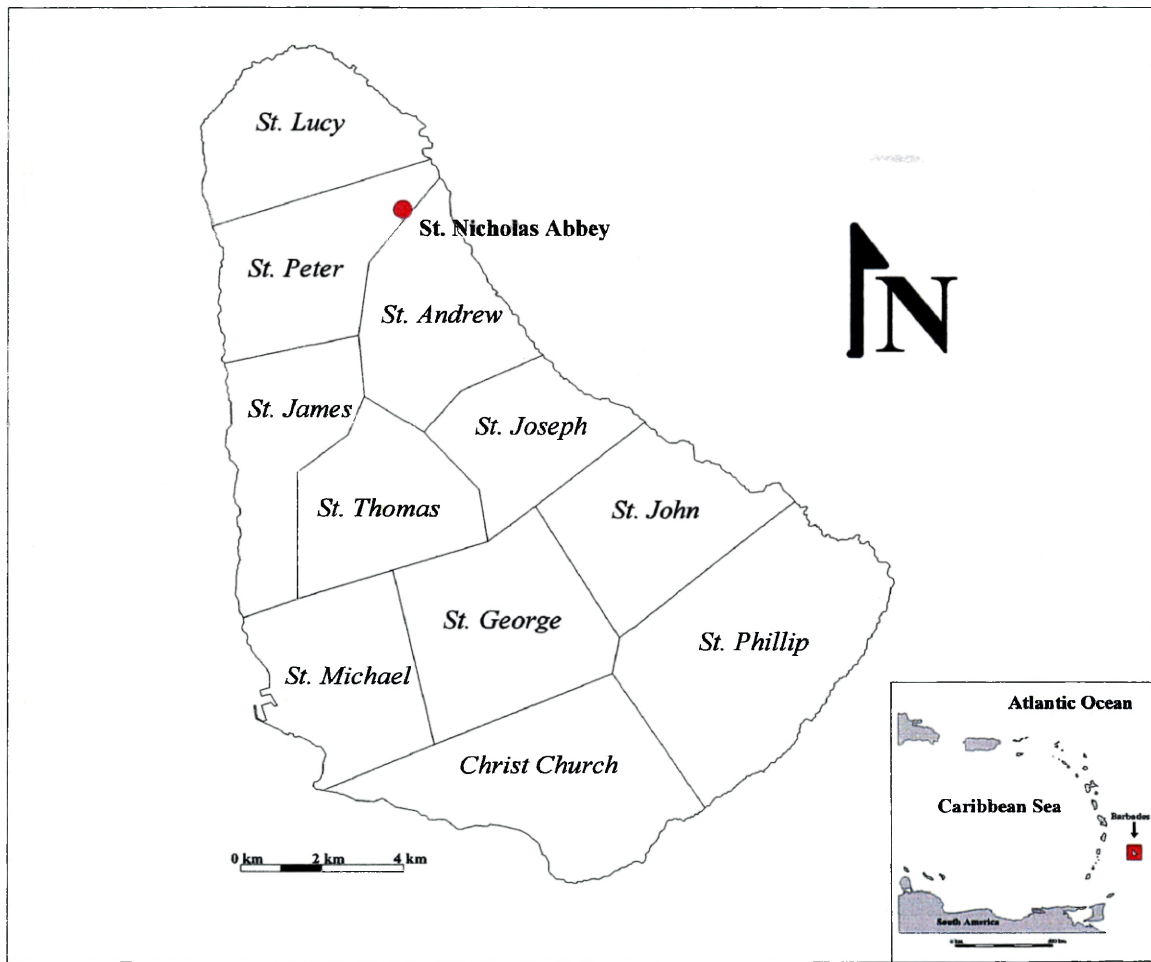 St. Lucy
St. Nicholas Abbey
St. Peter
St. Andrew
N
St. James
St. Joseph
St. Thomas
St. John
St. George
St. Phillip
St. Michael
Christ Church
0 km 2 km 4 km
Atlantic Ocean
Caribbean Sea
Barbados
South America
0 km